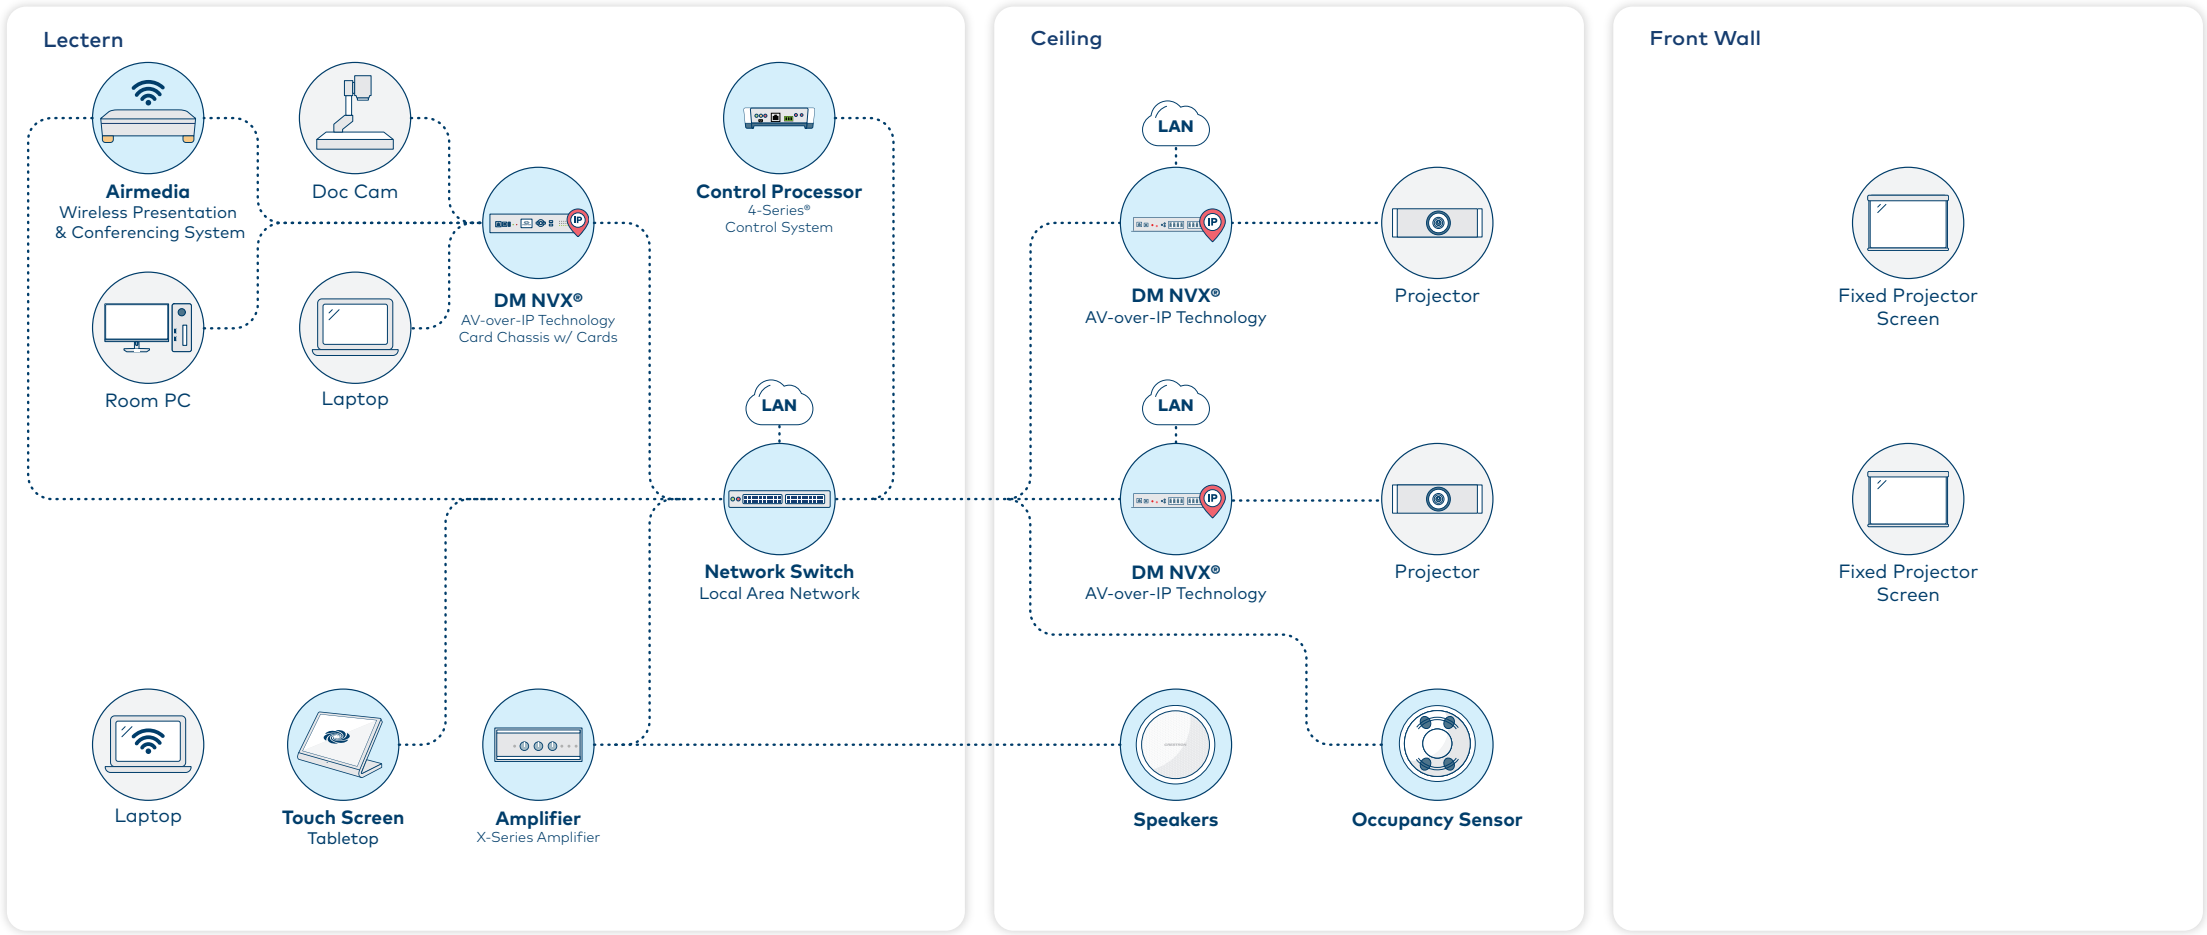 Lectern
Airmedia
Wireless Presentation
& Conferencing System
Doc Cam
IP
DM NVX®
AV-over-IP Technology
Card Chassis w/ Cards
Control Processor
4-Series®
Control System
Room PC
Laptop
LAN
Network Switch
Local Area Network
Laptop
Touch Screen
Tabletop
Amplifier
X-Series Amplifier
Ceiling
LAN
IP
DM NVX®
AV-over-IP Technology
Projector
LAN
IP
DM NVX®
AV-over-IP Technology
Projector
Speakers
Occupancy Sensor
Front Wall
Fixed Projector
Screen
Fixed Projector
Screen